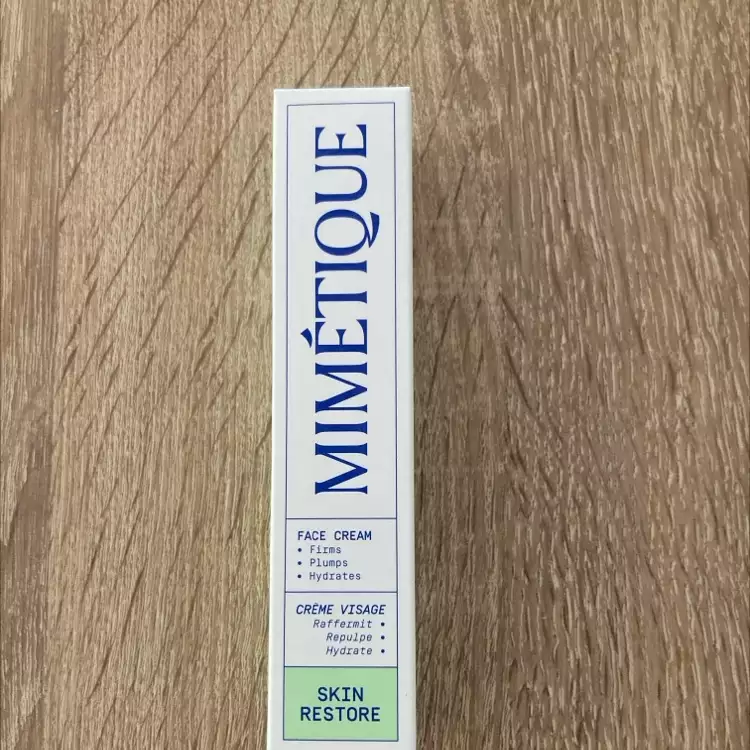 MIMÉTIQUE
FACE CREAM
• Firms
• Plumps
• Hydrates
CRÈME VISAGE
Raffermit •
Repulpe •
Hydrate •
SKIN
RESTORE